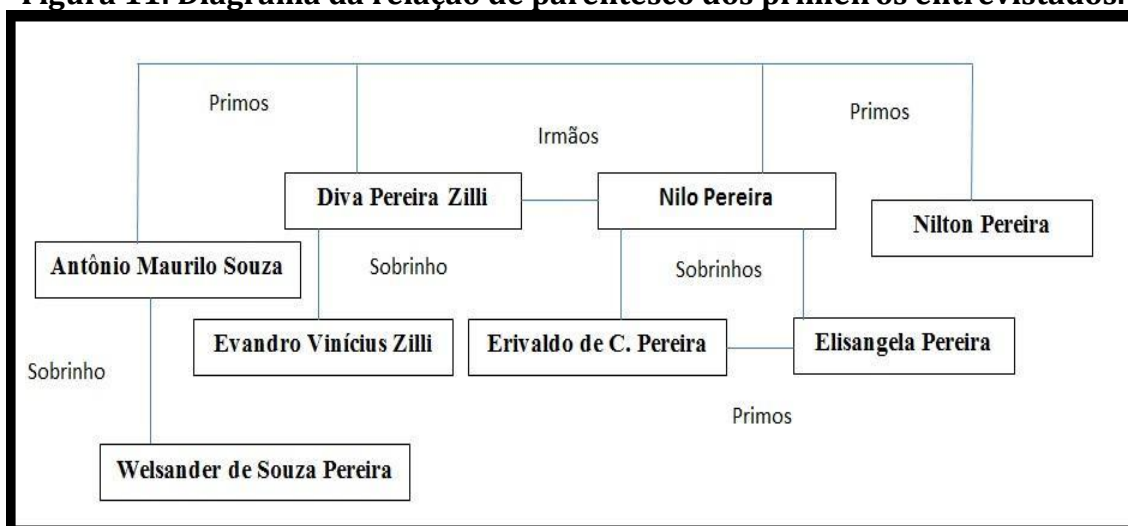 Figura 11. Diagrama da relação de parentesco dos primeiros entrevistados.
Primos
Primos
Irmãos
Diva Pereira Zilli
Nilo Pereira
Nilton Pereira
Antônio Maurilo Souza
Sobrinho
Sobrinhos
Evandro Vinícius Zilli
Erivaldo de C. Pereira
Elisangela Pereira
Sobrinho
Primos
Welsander de Souza Pereira